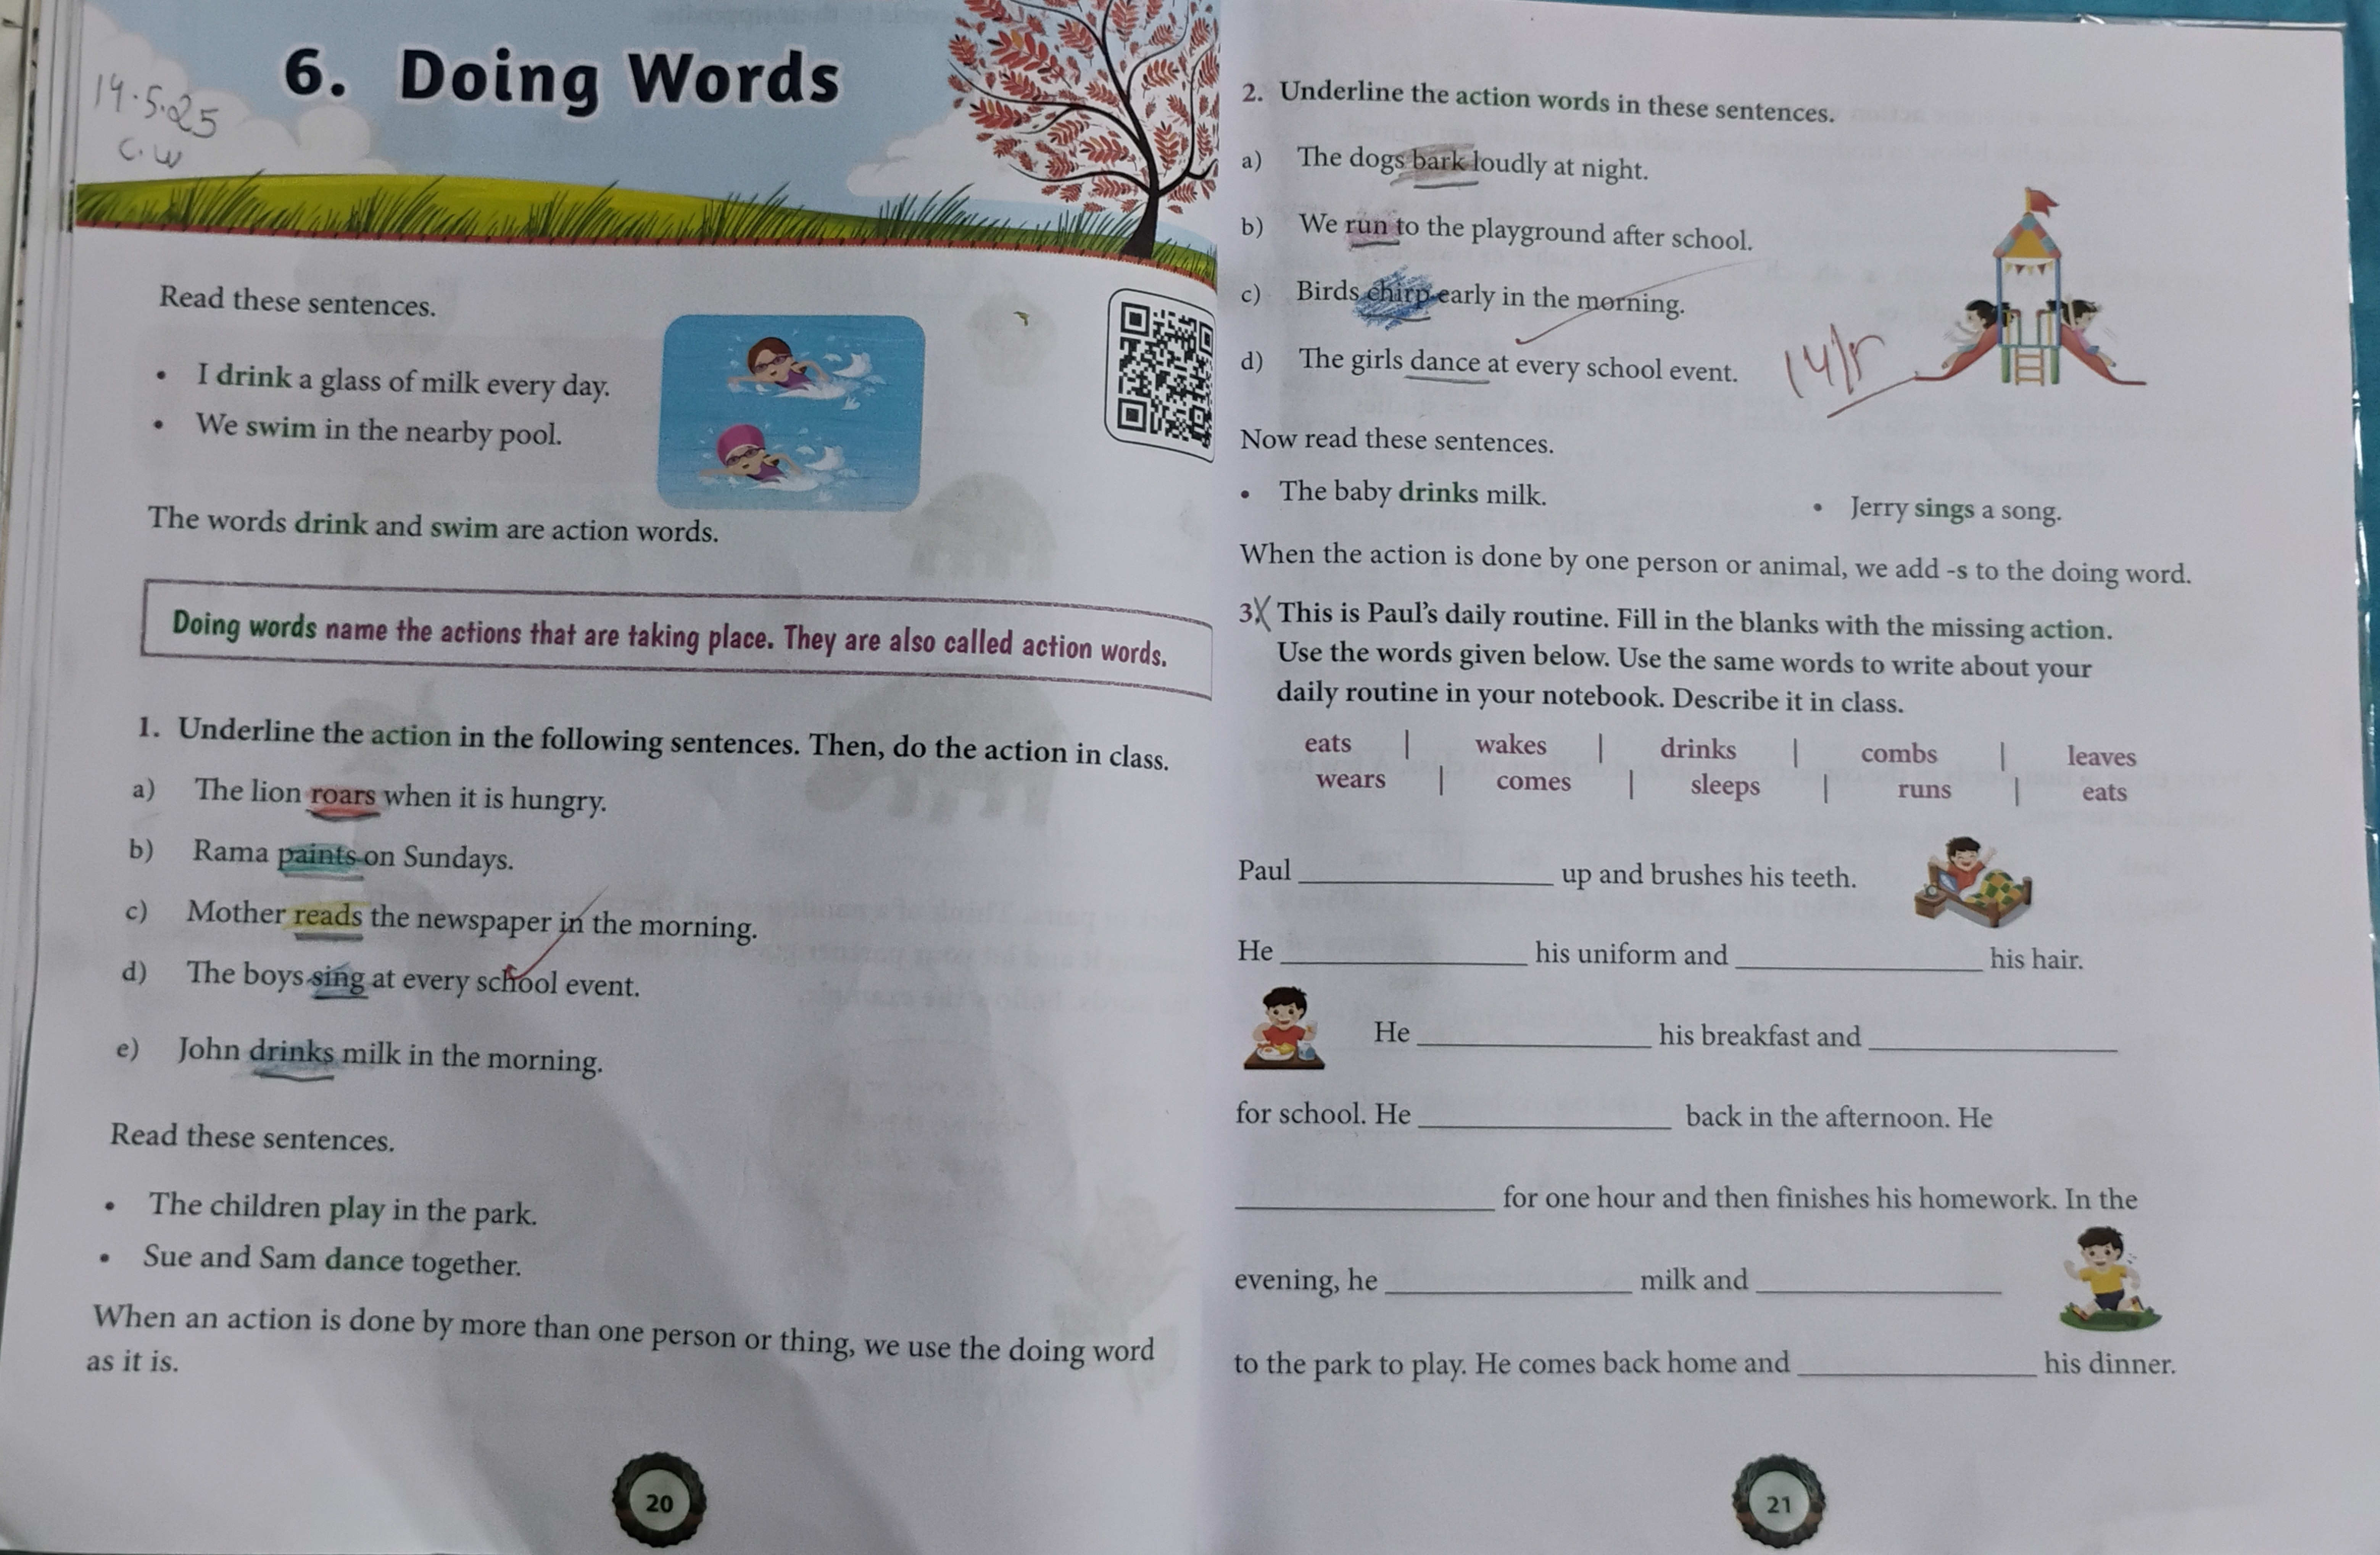 6. Doing Words
14.5.25
C.W
Read these sentences.
• I drink a glass of milk every day.
• We swim in the nearby pool.
The words drink and swim are action words.
Doing words name the actions that are taking place. They are also called action words.
1. Underline the action in the following sentences. Then, do the action in class.
a) The lion roars when it is hungry.
b) Rama paints on Sundays.
c) Mother reads the newspaper in the morning.
d) The boys sing at every school event.
e) John drinks milk in the morning.
Read these sentences.
• The children play in the park.
• Sue and Sam dance together.
When an action is done by more than one person or thing, we use the doing word
as it is.
20
2. Underline the action words in these sentences.
a) The dogs bark loudly at night.
b) We run to the playground after school.
c) Birds chirp early in the morning.
d) The girls dance at every school event.
Now read these sentences.
• The baby drinks milk. • Jerry sings a song.
When the action is done by one person or animal, we add -s to the doing word.
3. This is Paul's daily routine. Fill in the blanks with the missing action.
Use the words given below. Use the same words to write about your
daily routine in your notebook. Describe it in class.
eats | wakes | drinks | combs | leaves
wears | comes | sleeps | runs | eats
Paul ____________ up and brushes his teeth.
He ____________ his uniform and ____________ his hair.
He ____________ his breakfast and ____________
for school. He ____________ back in the afternoon. He
____________ for one hour and then finishes his homework. In the
evening, he ____________ milk and ____________
to the park to play. He comes back home and ____________ his dinner.
21